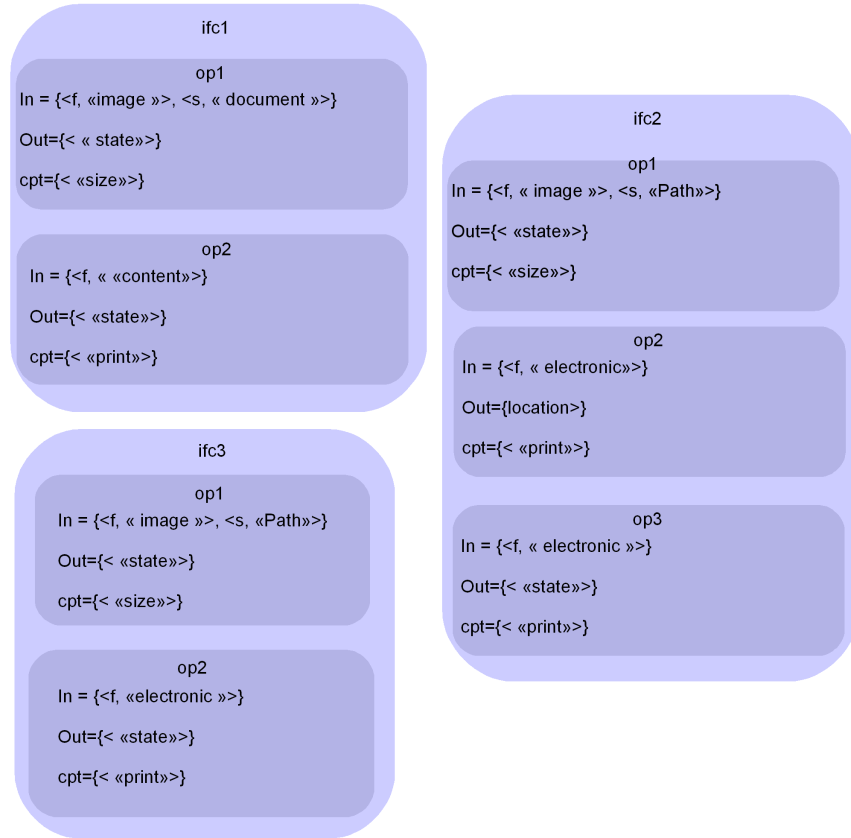 ifc1
op1
In = {<f, «image »>, <s, « document »>}
Out={< « state»>}
cpt={< «size»>}
op2
In = {<f, « «content»>}
Out={< «state»>}
cpt={< «print»>}
ifc2
op1
In = {<f, « image »>, <s, «Path»>}
Out={< «state»>}
cpt={< «size»>}
op2
In = {<f, « electronic»>}
Out={location>}
cpt={< «print»>}
op3
In = {<f, « electronic »>}
Out={< «state»>}
cpt={< «print»>}
ifc3
op1
In = {<f, « image »>, <s, «Path»>}
Out={< «state»>}
cpt={< «size»>}
op2
In = {<f, «electronic »>}
Out={< «state»>}
cpt={< «print»>}